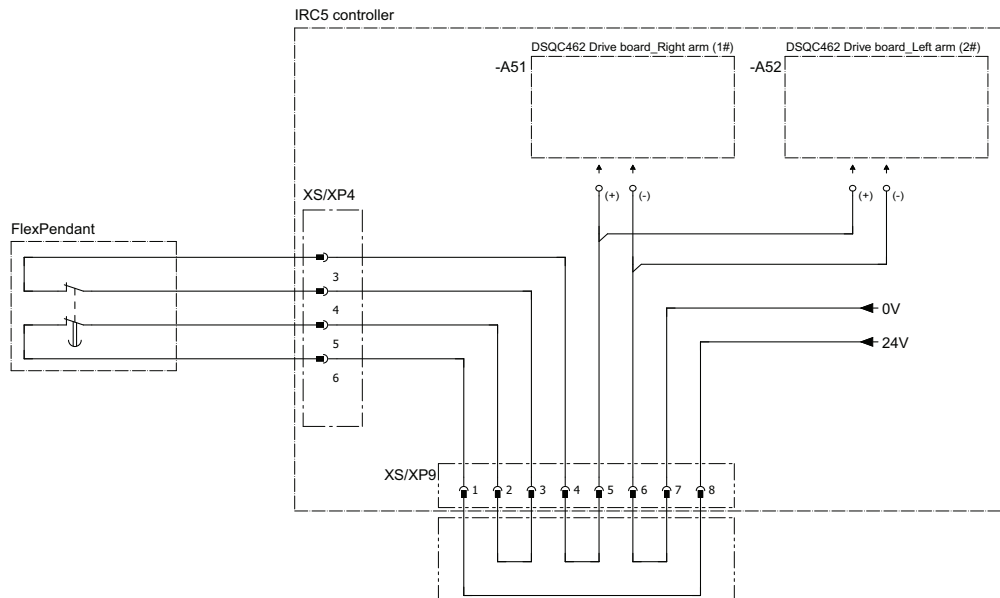 IRC5 controller
DSQC462 Drive board_Right arm (1#)
DSQC462 Drive board_Left arm (2#)
-A51
-A52
(+)
(-)
(+)
(-)
XS/XP4
FlexPendant
3
4
5
6
0V
24V
XS/XP9
1 2 3 4 5 6 7 8